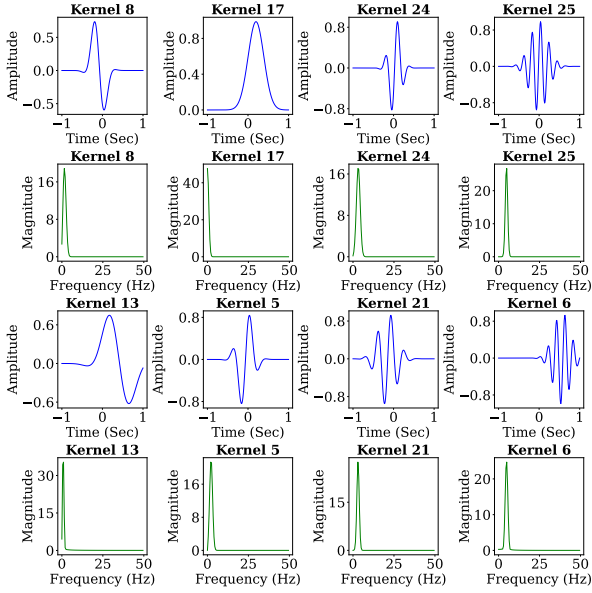 Kernel 8 Kernel 17 Kernel 24 Kernel 25
Amplitude 0.5 0.0 −0.5 Amplitude 0.8 0.4 0.0 Amplitude 0.8 0.0 −0.8 Amplitude 0.8 0.0 −0.8
−1 0 1 −1 0 1 −1 0 1 −1 0 1
Time (Sec) Time (Sec) Time (Sec) Time (Sec)
Kernel 8 Kernel 17 Kernel 24 Kernel 25
Magnitude 16 8 0 Magnitude 40 20 0 Magnitude 16 8 0 Magnitude 20 10 0
0 25 50 0 25 50 0 25 50 0 25 50
Frequency (Hz) Frequency (Hz) Frequency (Hz) Frequency (Hz)
Kernel 13 Kernel 5 Kernel 21 Kernel 6
Amplitude 0.6 0.0 −0.6 Amplitude 0.8 0.0 −0.8 Amplitude 0.8 0.0 −0.8 Amplitude 0.8 0.0 −0.8
−1 0 1 −1 0 1 −1 0 1 −1 0 1
Time (Sec) Time (Sec) Time (Sec) Time (Sec)
Kernel 13 Kernel 5 Kernel 21 Kernel 6
Magnitude 30 15 0 Magnitude 16 8 0 Magnitude 15 0 Magnitude 20 10 0
0 25 50 0 25 50 0 25 50 0 25 50
Frequency (Hz) Frequency (Hz) Frequency (Hz) Frequency (Hz)